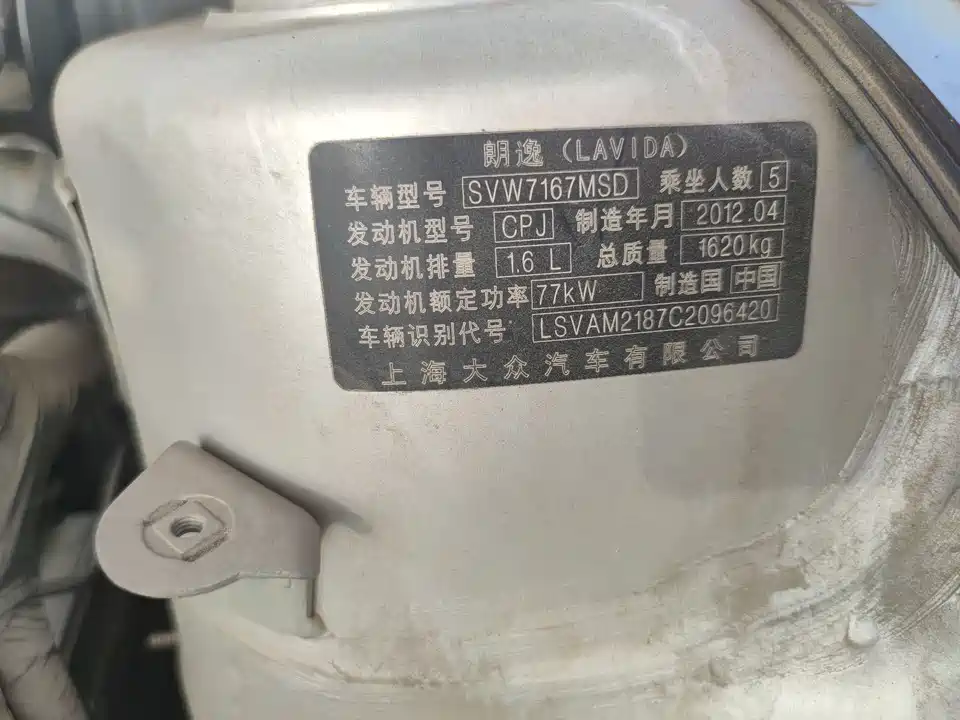 朗逸 (LAVIDA)
车辆型号 SVW7167MSD 乘坐人数 5
发动机型号 CPJ 制造年月 2012.04
发动机排量 1.6 L 总质量 1620kg
发动机额定功率 77kW 制造国 中国
车辆识别代号 LSVAM2187C2096420
上海大众汽车有限公司